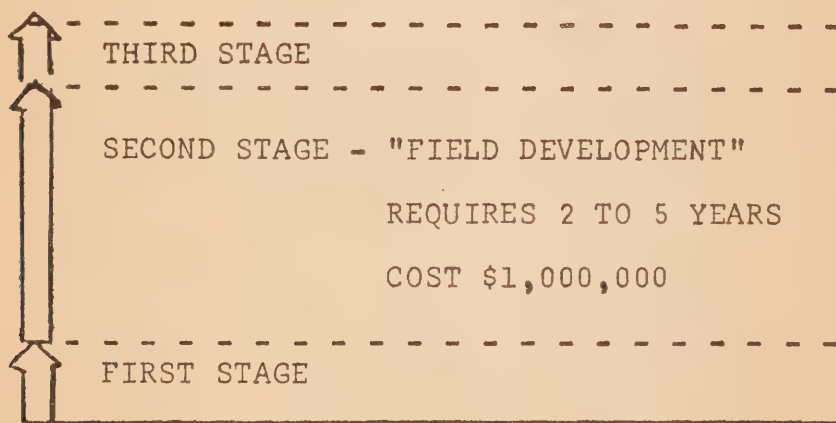 THIRD STAGE
SECOND STAGE - "FIELD DEVELOPMENT"
REQUIRES 2 TO 5 YEARS
COST $1,000,000
FIRST STAGE